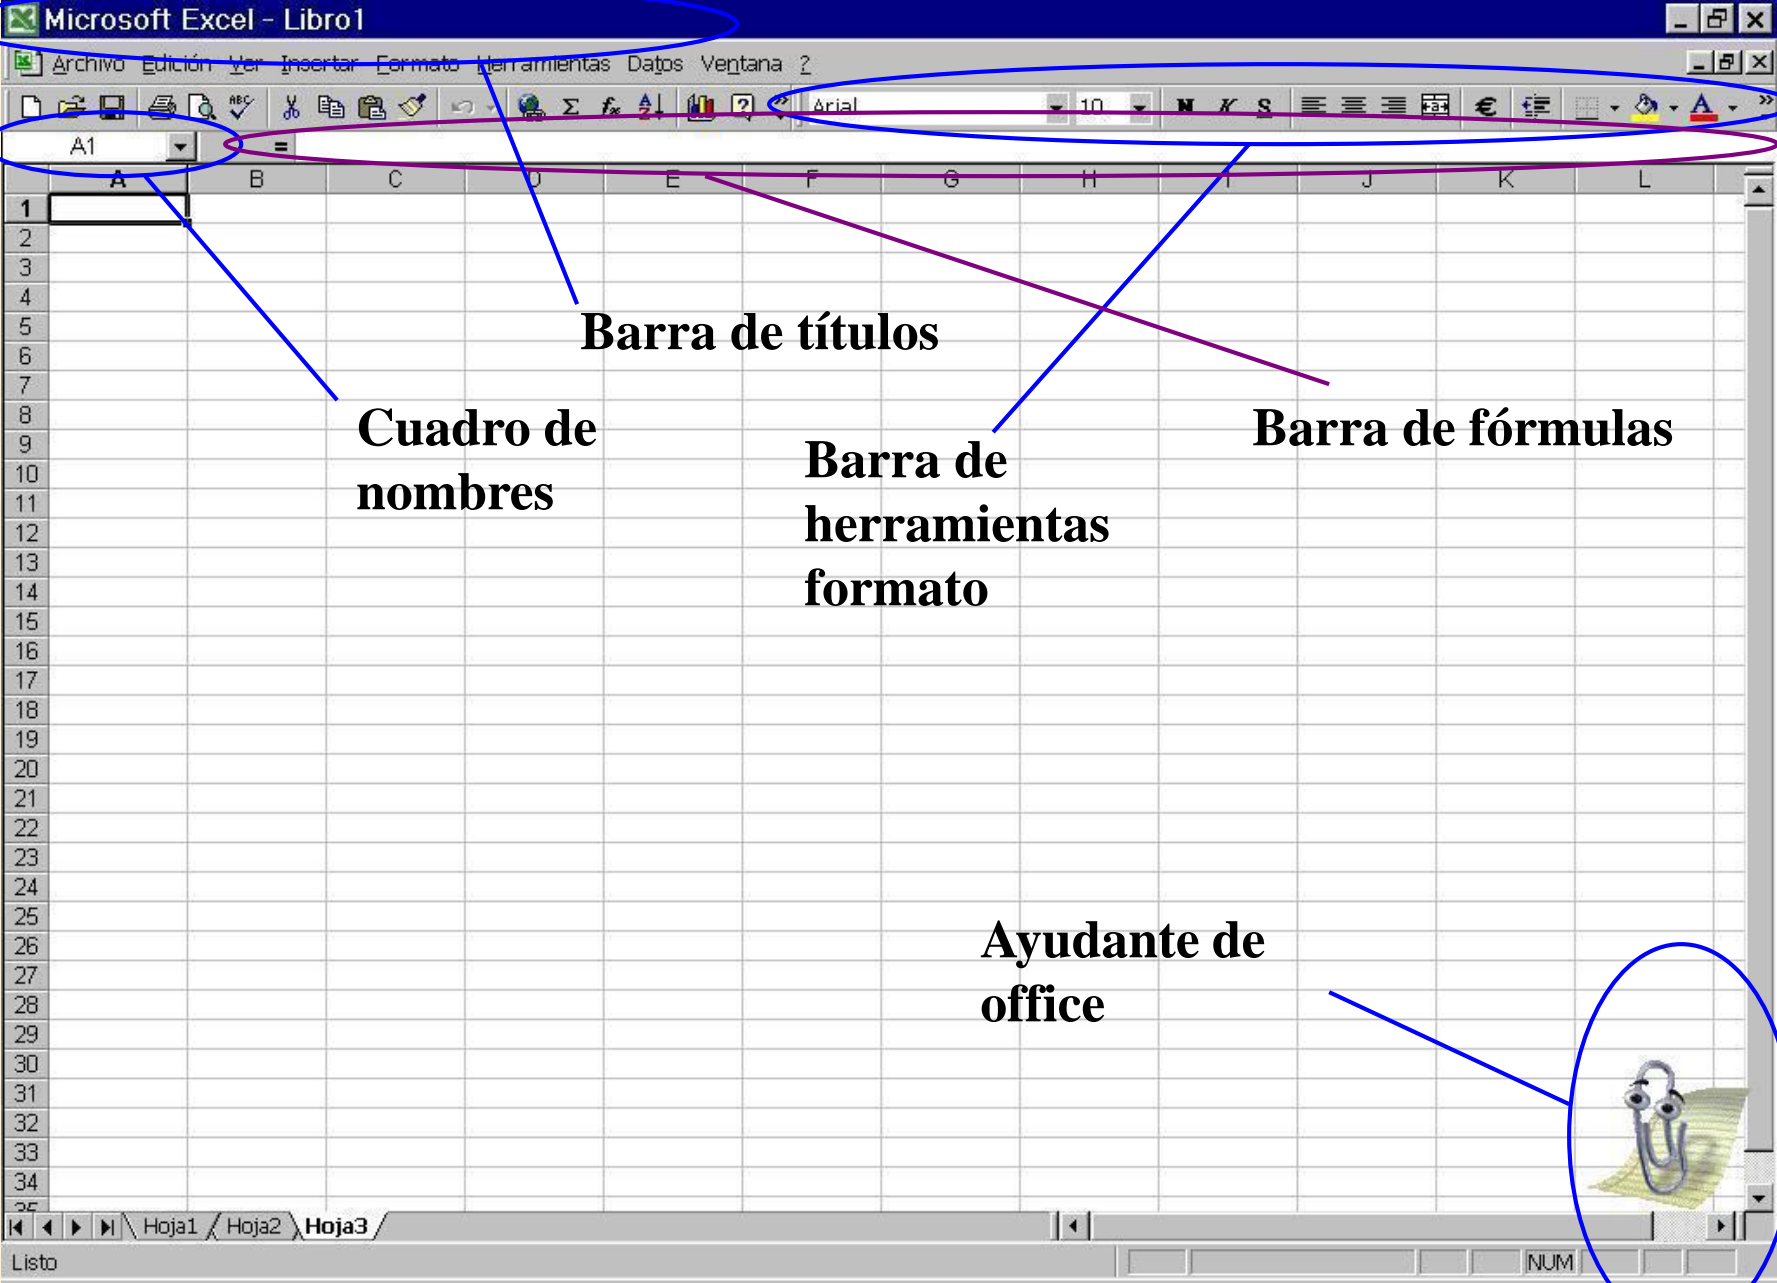 Microsoft Excel - Libro1
Archivo Edición Ver Insertar Formato Herramientas Datos Ventana ?
ABC Σ fx Arial 10 N K S € A »
A1 =
A B C D E F G H I J K L
1
2
3
4
5
6
7
8
9
10
11
12
13
14
15
16
17
18
19
20
21
22
23
24
25
26
27
28
29
30
31
32
33
34
35
Barra de títulos
Cuadro de
nombres
Barra de
herramientas
formato
Barra de fórmulas
Ayudante de
office
Hoja1 Hoja2 Hoja3
Listo NUM